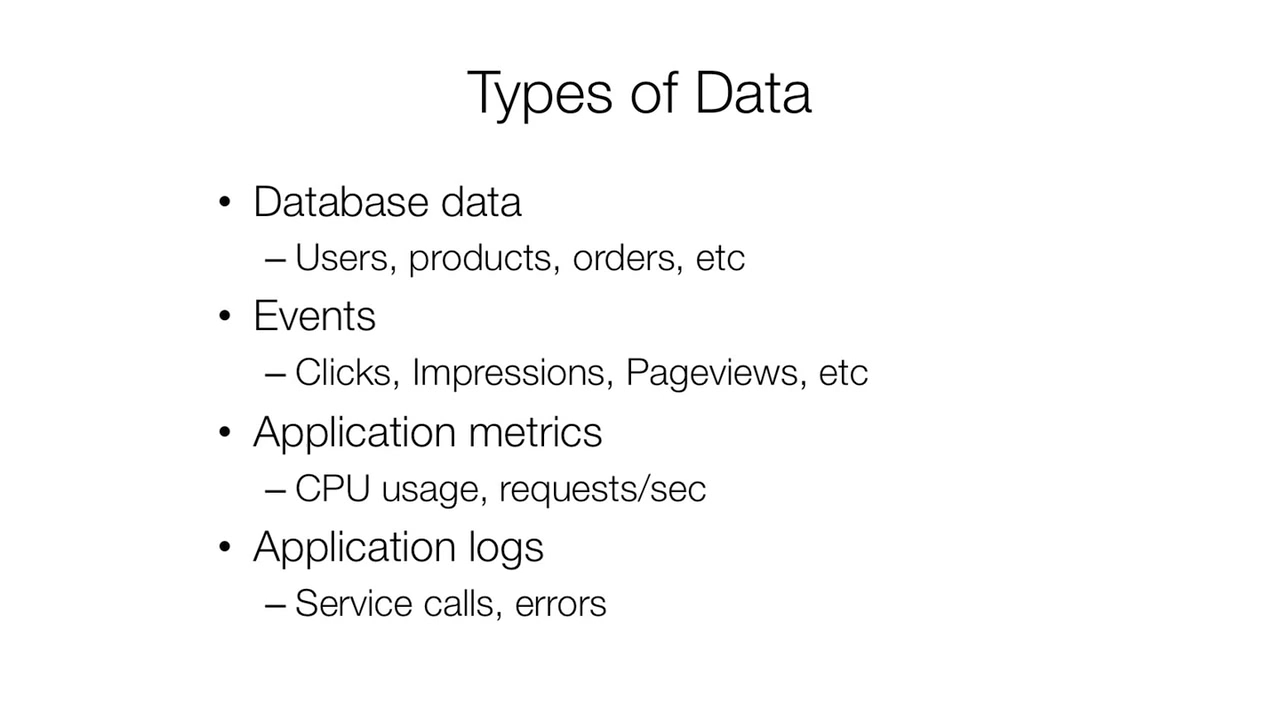 Types of Data
• Database data
– Users, products, orders, etc
• Events
– Clicks, Impressions, Pageviews, etc
• Application metrics
– CPU usage, requests/sec
• Application logs
– Service calls, errors